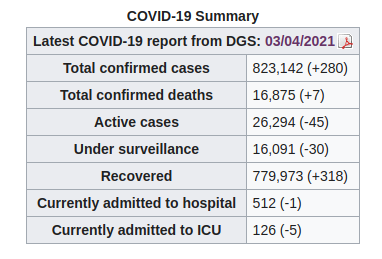 COVID-19 Summary
Latest COVID-19 report from DGS: 03/04/2021
Total confirmed cases 823,142 (+280)
Total confirmed deaths 16,875 (+7)
Active cases 26,294 (-45)
Under surveillance 16,091 (-30)
Recovered 779,973 (+318)
Currently admitted to hospital 512 (-1)
Currently admitted to ICU 126 (-5)